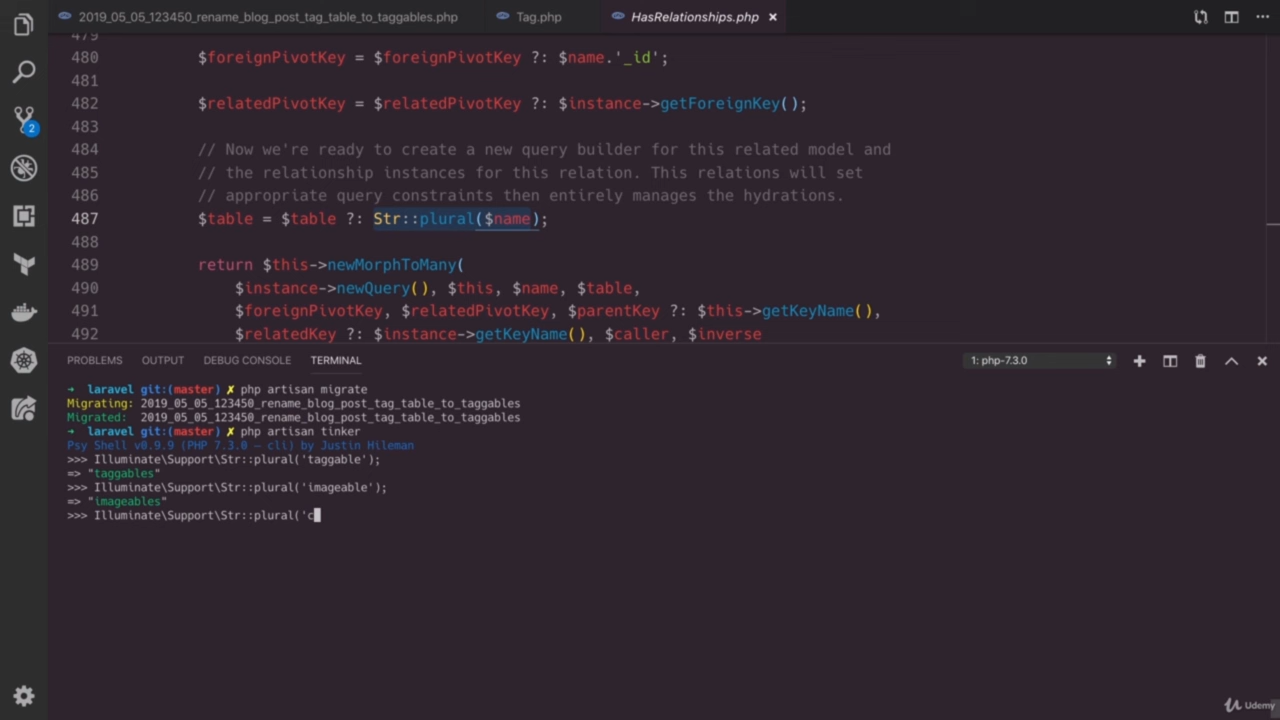 2019_05_05_123450_rename_blog_post_tag_table_to_taggables.php Tag.php HasRelationships.php ×
479
480 $foreignPivotKey = $foreignPivotKey ?: $name.'_id';
481
482 $relatedPivotKey = $relatedPivotKey ?: $instance->getForeignKey();
483
484 // Now we're ready to create a new query builder for this related model and
485 // the relationship instances for this relation. This relations will set
486 // appropriate query constraints then entirely manages the hydrations.
487 $table = $table ?: Str::plural($name);
488
489 return $this->newMorphToMany(
490 $instance->newQuery(), $this, $name, $table,
491 $foreignPivotKey, $relatedPivotKey, $parentKey ?: $this->getKeyName(),
492 $relatedKey ?: $instance->getKeyName(), $caller, $inverse
2
PROBLEMS OUTPUT DEBUG CONSOLE TERMINAL 1: php-7.3.0
→ laravel git:(master) ✗ php artisan migrate
Migrating: 2019_05_05_123450_rename_blog_post_tag_table_to_taggables
Migrated: 2019_05_05_123450_rename_blog_post_tag_table_to_taggables
→ laravel git:(master) ✗ php artisan tinker
Psy Shell v0.9.9 (PHP 7.3.0 — cli) by Justin Hileman
>>> Illuminate\Support\Str::plural('taggable');
=> "taggables"
>>> Illuminate\Support\Str::plural('imageable');
=> "imageables"
>>> Illuminate\Support\Str::plural('c
Udemy